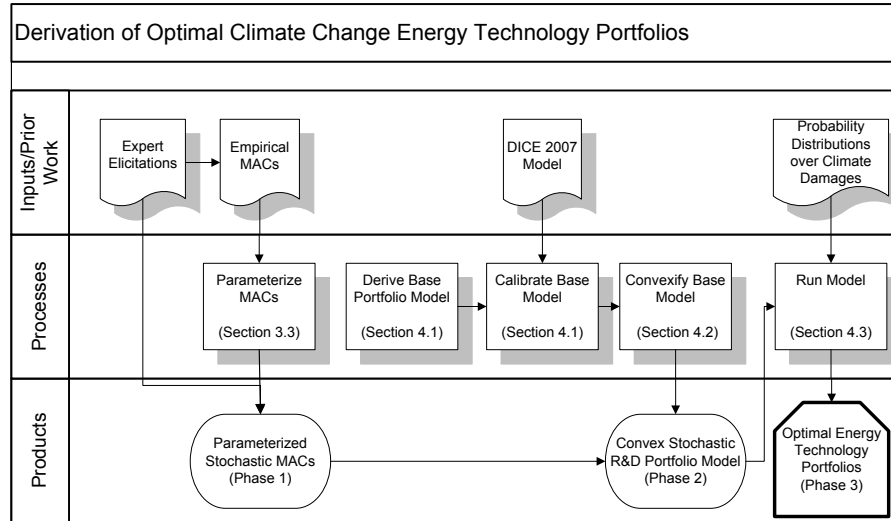 Derivation of Optimal Climate Change Energy Technology Portfolios
Inputs/Prior
Work
Expert
Elicitations
Empirical
MACs
DICE 2007
Model
Probability
Distributions
over Climate
Damages
Processes
Parameterize
MACs
(Section 3.3)
Derive Base
Portfolio Model
(Section 4.1)
Calibrate Base
Model
(Section 4.1)
Convexify Base
Model
(Section 4.2)
Run Model
(Section 4.3)
Products
Parameterized
Stochastic MACs
(Phase 1)
Convex Stochastic
R&D Portfolio Model
(Phase 2)
Optimal Energy
Technology
Portfolios
(Phase 3)